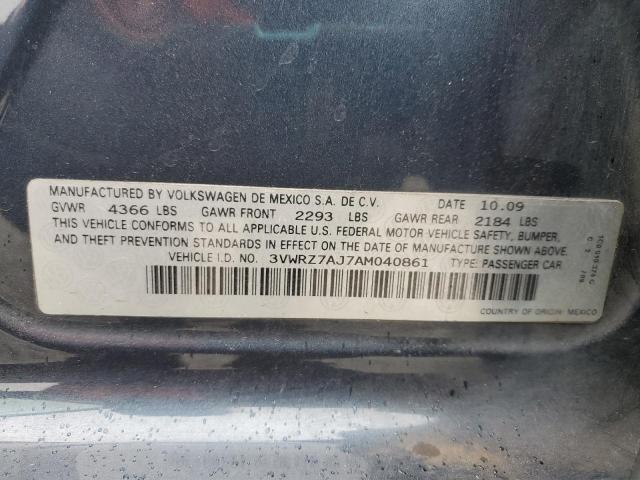 MANUFACTURED BY VOLKSWAGEN DE MEXICO S.A. DE C.V. DATE 10.09
GVWR 4366 LBS GAWR FRONT 2293 LBS GAWR REAR 2184 LBS
THIS VEHICLE CONFORMS TO ALL APPLICABLE U.S. FEDERAL MOTOR VEHICLE SAFETY, BUMPER,
AND THEFT PREVENTION STANDARDS IN EFFECT ON DATE OF MANUFACTURE SHOWN ABOVE.
VEHICLE I.D. NO. 3VWRZ7AJ7AM040861 TYPE: PASSENGER CAR
COUNTRY OF ORIGIN: MEXICO